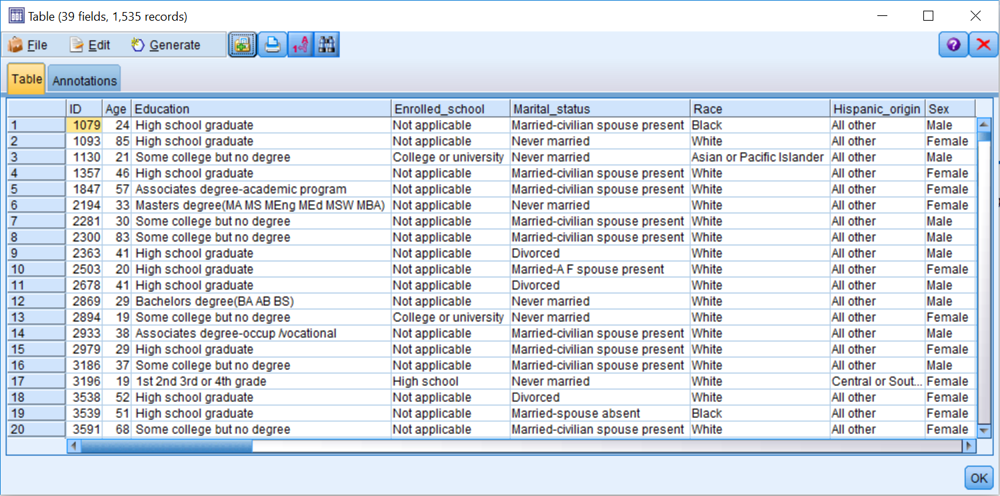 Table (39 fields, 1,535 records)
File Edit Generate
Table Annotations
ID Age Education Enrolled_school Marital_status Race Hispanic_origin Sex
1 1079 24 High school graduate Not applicable Married-civilian spouse present Black All other Male
2 1093 85 High school graduate Not applicable Never married White All other Female
3 1130 21 Some college but no degree College or university Never married Asian or Pacific Islander All other Male
4 1357 46 High school graduate Not applicable Married-civilian spouse present White All other Female
5 1847 57 Associates degree-academic program Not applicable Married-civilian spouse present White All other Female
6 2194 33 Masters degree(MA MS MEng MEd MSW MBA) Not applicable Never married White All other Female
7 2281 30 Some college but no degree Not applicable Married-civilian spouse present White All other Male
8 2300 83 Some college but no degree Not applicable Married-civilian spouse present White All other Male
9 2363 41 High school graduate Not applicable Divorced White All other Male
10 2503 20 High school graduate Not applicable Married-A F spouse present White All other Female
11 2678 41 High school graduate Not applicable Divorced White All other Male
12 2869 29 Bachelors degree(BA AB BS) Not applicable Never married White All other Male
13 2894 19 Some college but no degree College or university Never married White All other Female
14 2933 38 Associates degree-occup /vocational Not applicable Married-civilian spouse present White All other Male
15 2979 29 High school graduate Not applicable Married-civilian spouse present White All other Female
16 3186 37 Some college but no degree Not applicable Married-civilian spouse present White All other Male
17 3196 19 1st 2nd 3rd or 4th grade High school Never married White Central or Sout... Female
18 3538 52 High school graduate Not applicable Divorced White All other Female
19 3539 51 High school graduate Not applicable Married-spouse absent Black All other Female
20 3591 68 Some college but no degree Not applicable Married-civilian spouse present White All other Female
OK